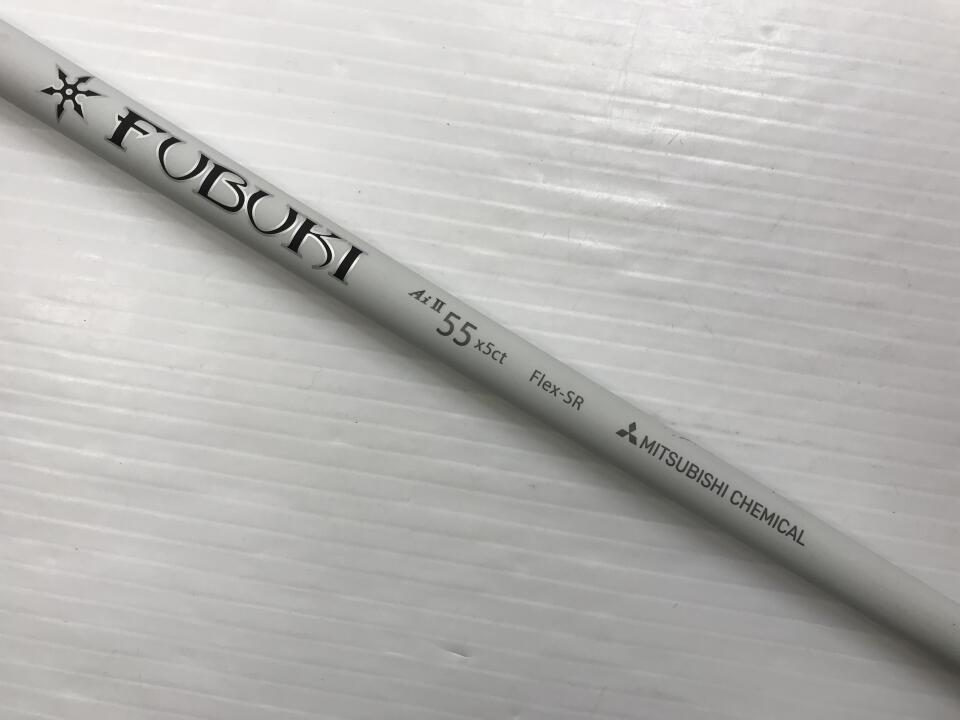 FUBUKI
Ai II 55 x5ct Flex-SR
MITSUBISHI CHEMICAL